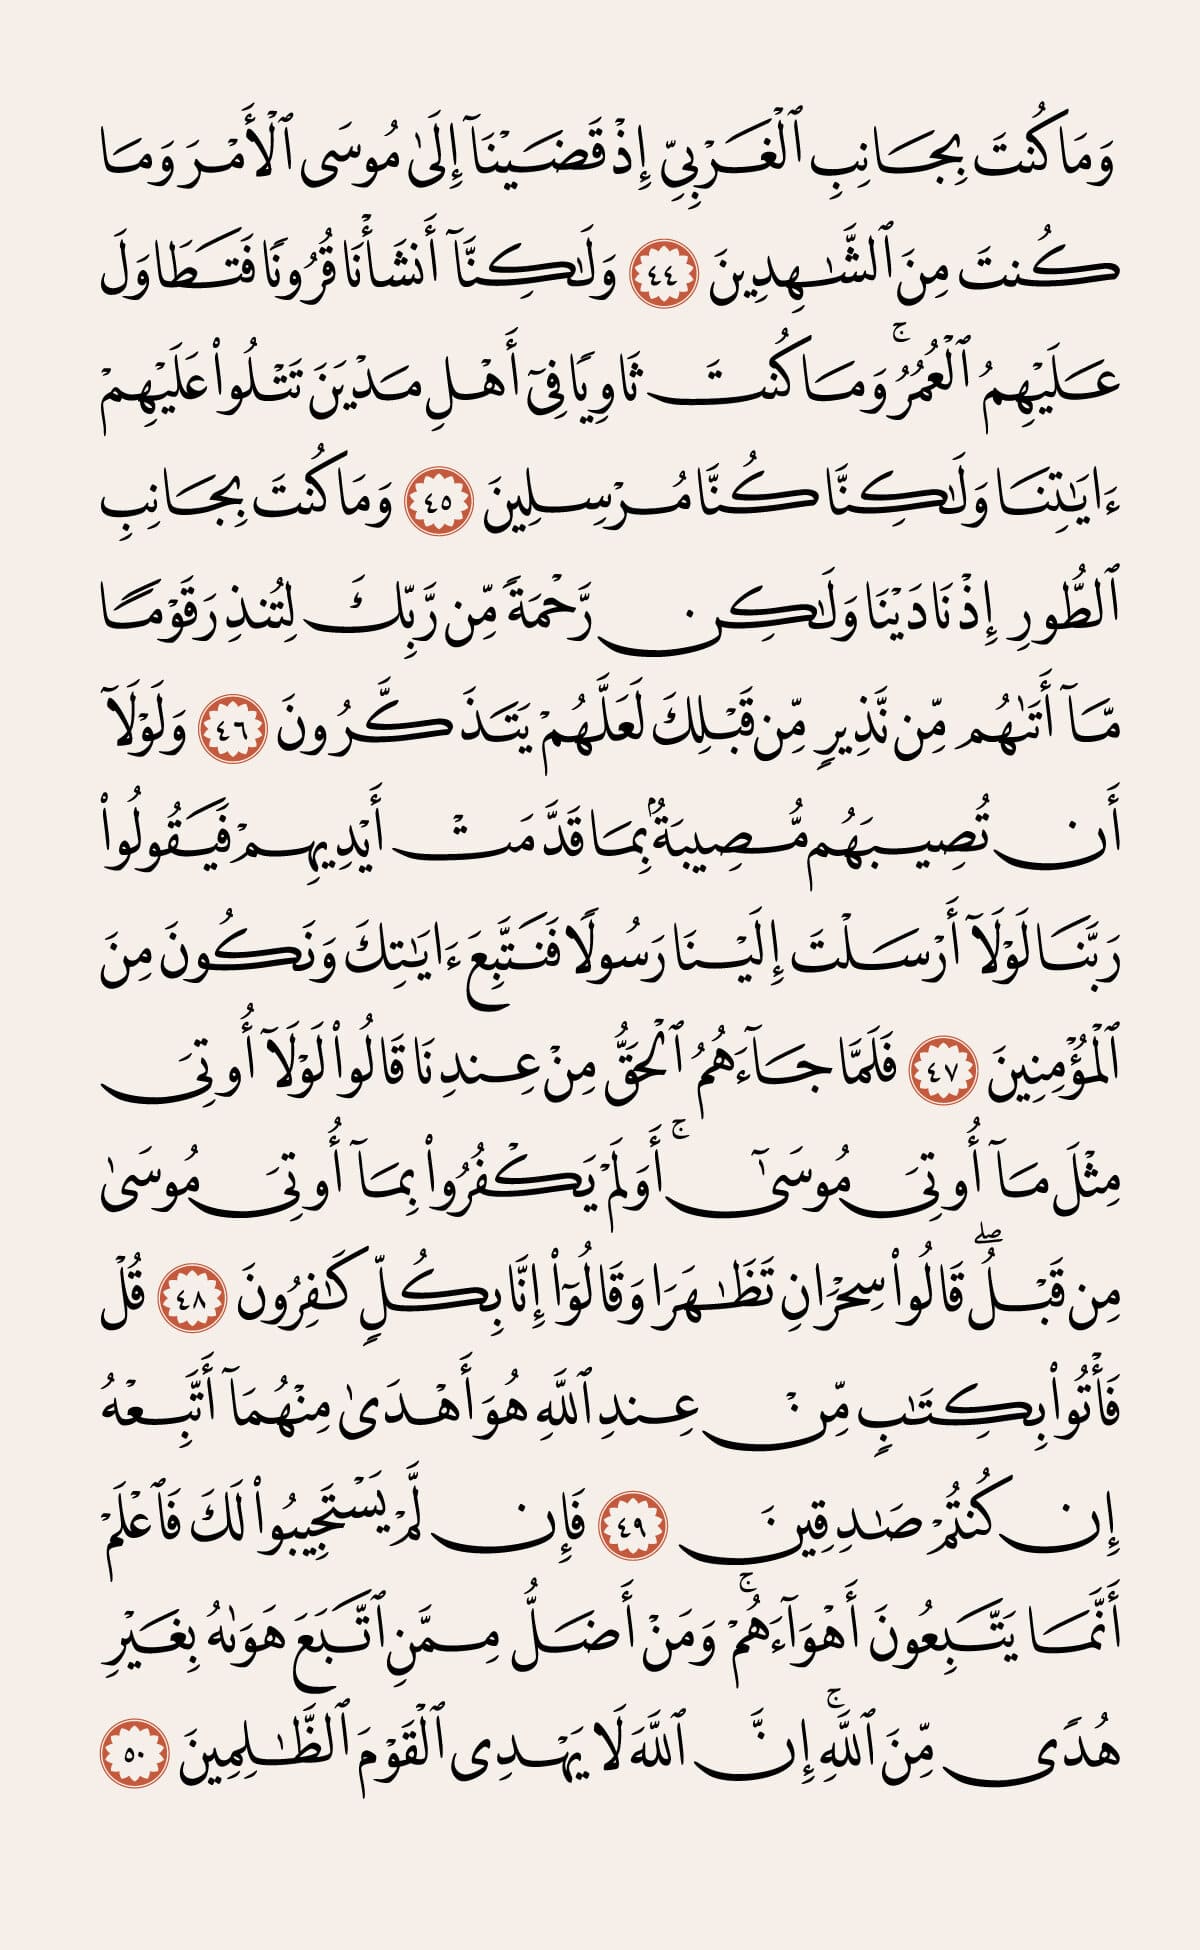 وَمَا كُنتَ بِجَانِبِ ٱلْغَرْبِيِّ إِذْ قَضَيْنَآ إِلَىٰ مُوسَى ٱلْأَمْرَ وَمَا
كُنتَ مِنَ ٱلشَّـٰهِدِينَ ٤٤ وَلَـٰكِنَّآ أَنشَأْنَا قُرُونًا فَتَطَاوَلَ
عَلَيْهِمُ ٱلْعُمُرُ ۚ وَمَا كُنتَ ثَاوِيًا فِىٓ أَهْلِ مَدْيَنَ تَتْلُوا۟ عَلَيْهِمْ
ءَايَـٰتِنَا وَلَـٰكِنَّا كُنَّا مُرْسِلِينَ ٤٥ وَمَا كُنتَ بِجَانِبِ
ٱلطُّورِ إِذْ نَادَيْنَا وَلَـٰكِن رَّحْمَةً مِّن رَّبِّكَ لِتُنذِرَ قَوْمًا
مَّآ أَتَىٰهُم مِّن نَّذِيرٍ مِّن قَبْلِكَ لَعَلَّهُمْ يَتَذَكَّرُونَ ٤٦ وَلَوْلَآ
أَن تُصِيبَهُم مُّصِيبَةٌۢ بِمَا قَدَّمَتْ أَيْدِيهِمْ فَيَقُولُوا۟
رَبَّنَا لَوْلَآ أَرْسَلْتَ إِلَيْنَا رَسُولًا فَنَتَّبِعَ ءَايَـٰتِكَ وَنَكُونَ مِنَ
ٱلْمُؤْمِنِينَ ٤٧ فَلَمَّا جَآءَهُمُ ٱلْحَقُّ مِنْ عِندِنَا قَالُوا۟ لَوْلَآ أُوتِىَ
مِثْلَ مَآ أُوتِىَ مُوسَىٰٓ ۚ أَوَلَمْ يَكْفُرُوا۟ بِمَآ أُوتِىَ مُوسَىٰ
مِن قَبْلُ ۖ قَالُوا۟ سِحْرَانِ تَظَـٰهَرَا وَقَالُوٓا۟ إِنَّا بِكُلٍّ كَـٰفِرُونَ ٤٨ قُلْ
فَأْتُوا۟ بِكِتَـٰبٍ مِّنْ عِندِ ٱللَّهِ هُوَ أَهْدَىٰ مِنْهُمَآ أَتَّبِعْهُ
إِن كُنتُمْ صَـٰدِقِينَ ٤٩ فَإِن لَّمْ يَسْتَجِيبُوا۟ لَكَ فَٱعْلَمْ
أَنَّمَا يَتَّبِعُونَ أَهْوَآءَهُمْ ۚ وَمَنْ أَضَلُّ مِمَّنِ ٱتَّبَعَ هَوَىٰهُ بِغَيْرِ
هُدًى مِّنَ ٱللَّهِ ۚ إِنَّ ٱللَّهَ لَا يَهْدِى ٱلْقَوْمَ ٱلظَّـٰلِمِينَ ٥٠